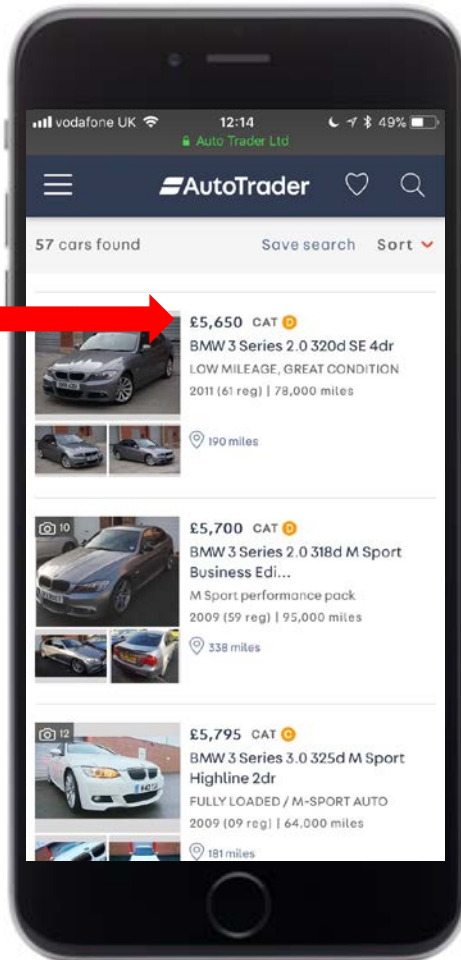 vodafone UK 12:14 49%
Auto Trader Ltd
AutoTrader
57 cars found Save search Sort
£5,650 CAT D
BMW 3 Series 2.0 320d SE 4dr
LOW MILEAGE, GREAT CONDITION
2011 (61 reg) | 78,000 miles
190 miles
10
£5,700 CAT D
BMW 3 Series 2.0 318d M Sport
Business Edi...
M Sport performance pack
2009 (59 reg) | 95,000 miles
338 miles
12
£5,795 CAT C
BMW 3 Series 3.0 325d M Sport
Highline 2dr
FULLY LOADED / M-SPORT AUTO
2009 (09 reg) | 64,000 miles
181 miles